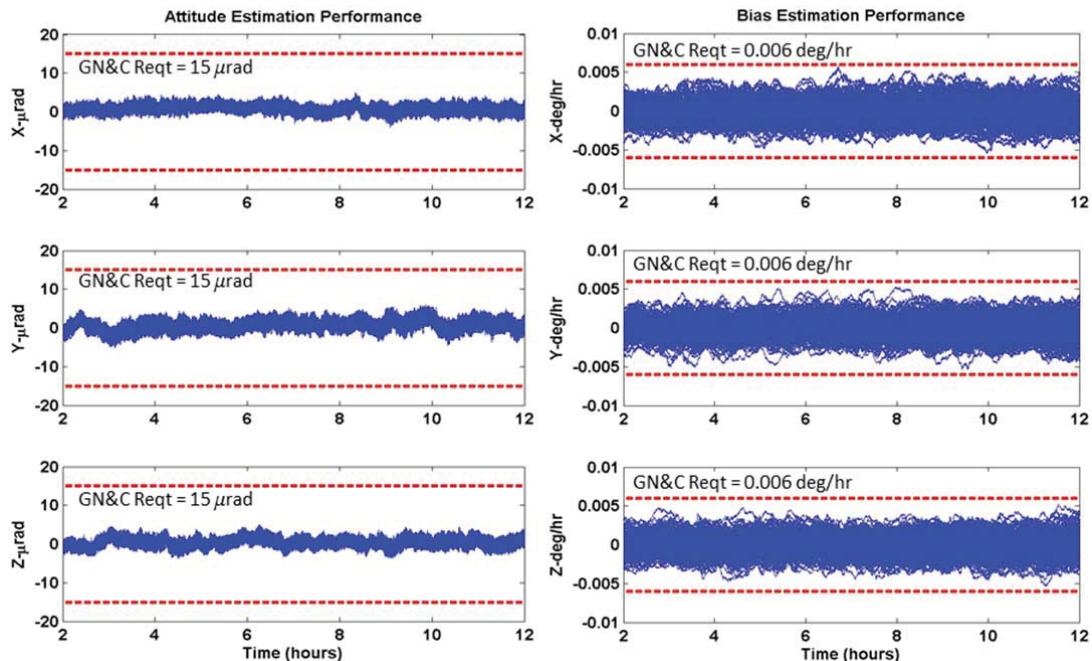 Attitude Estimation Performance
20
10
0
-10
-20
X-μrad
GN&C Reqt = 15 μrad
2 4 6 8 10 12
20
10
0
-10
-20
Y-μrad
GN&C Reqt = 15 μrad
2 4 6 8 10 12
20
10
0
-10
-20
Z-μrad
GN&C Reqt = 15 μrad
2 4 6 8 10 12
Time (hours)
Bias Estimation Performance
0.01
0.005
0
-0.005
-0.01
X-deg/hr
GN&C Reqt = 0.006 deg/hr
2 4 6 8 10 12
0.01
0.005
0
-0.005
-0.01
Y-deg/hr
GN&C Reqt = 0.006 deg/hr
2 4 6 8 10 12
0.01
0.005
0
-0.005
-0.01
Z-deg/hr
GN&C Reqt = 0.006 deg/hr
2 4 6 8 10 12
Time (hours)